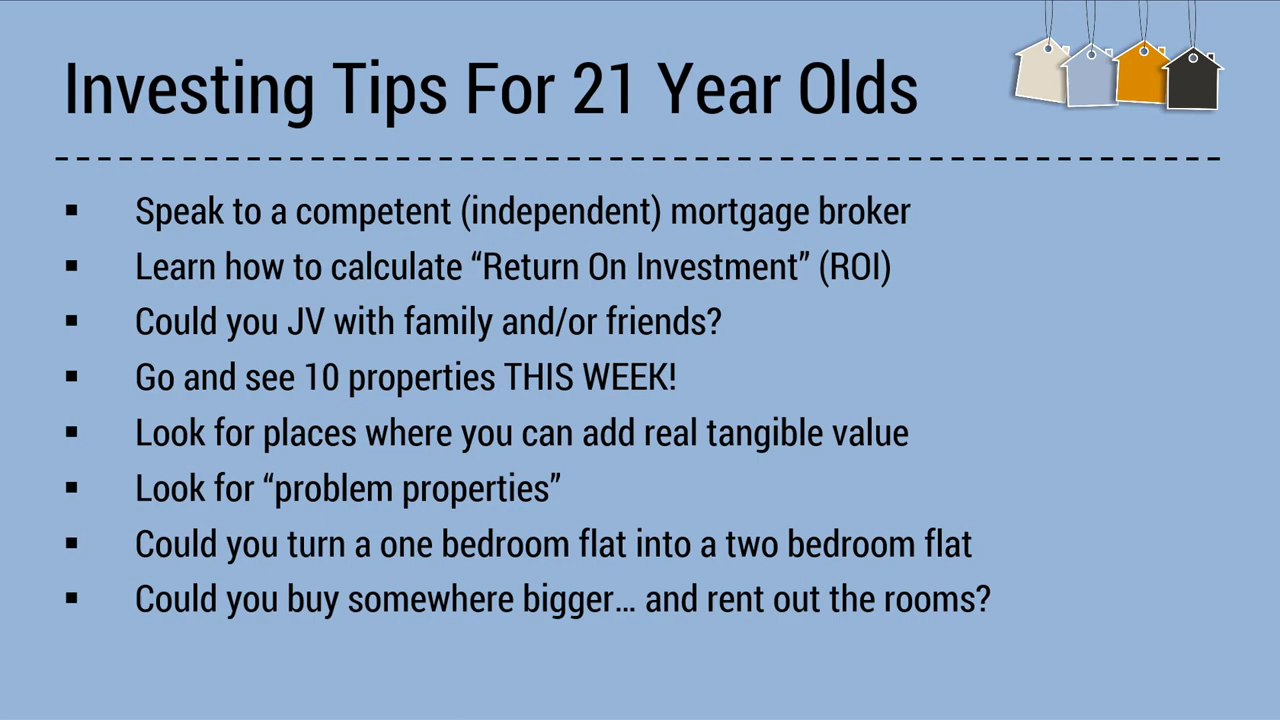 Investing Tips For 21 Year Olds
▪ Speak to a competent (independent) mortgage broker
▪ Learn how to calculate “Return On Investment” (ROI)
▪ Could you JV with family and/or friends?
▪ Go and see 10 properties THIS WEEK!
▪ Look for places where you can add real tangible value
▪ Look for “problem properties”
▪ Could you turn a one bedroom flat into a two bedroom flat
▪ Could you buy somewhere bigger... and rent out the rooms?